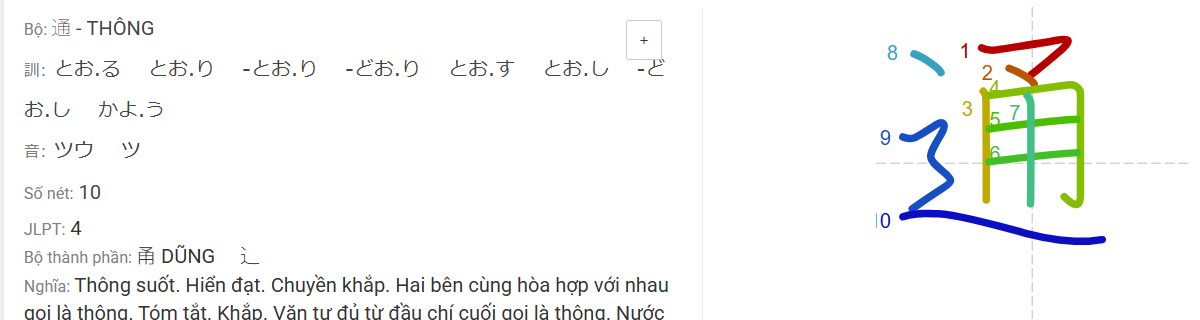 Bộ: 通 - THÔNG
+
訓: とお.る とお.り -とお.り -どお.り とお.す とお.し -ど
お.し かよ.う
音: ツウ ツ
Số nét: 10
JLPT: 4
Bộ thành phần: 甬 DŨNG 辶
Nghĩa: Thông suốt. Hiển đạt. Chuyền khắp. Hai bên cùng hòa hợp với nhau
gọi là thông. Tóm tắt. Khắp. Văn tự đủ từ đầu chí cuối gọi là thông. Nước
通
1
2
3
4
5
6
7
8
9
10